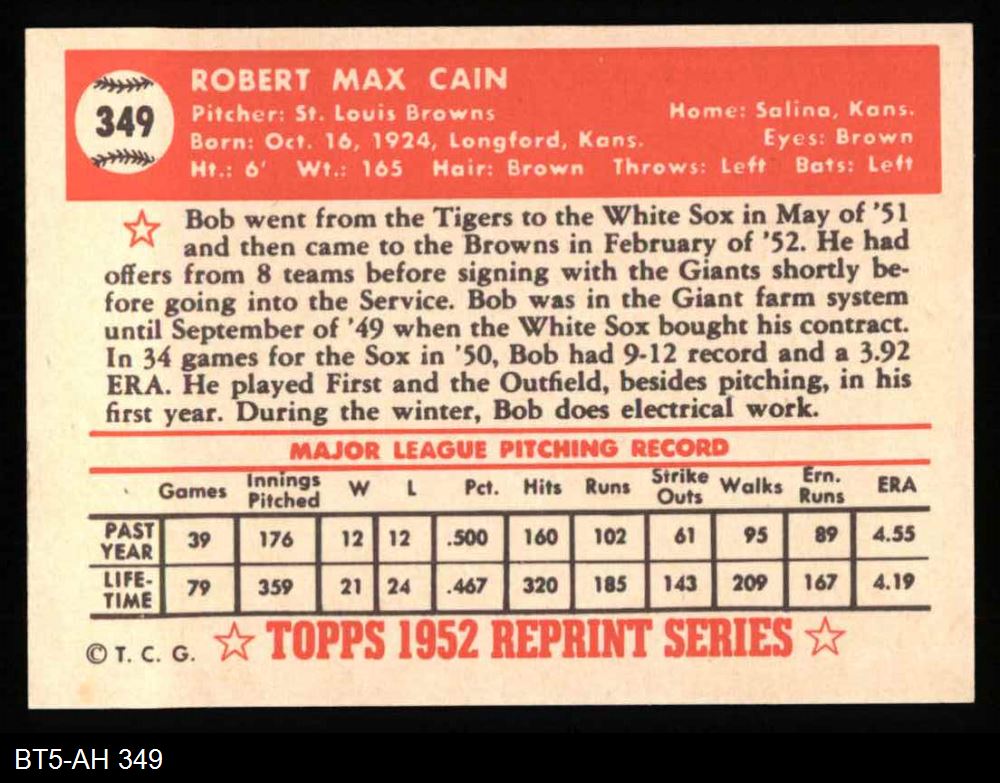 349
ROBERT MAX CAIN
Pitcher: St. Louis Browns Home: Salina, Kans.
Born: Oct. 16, 1924, Longford, Kans. Eyes: Brown
Ht.: 6' Wt.: 165 Hair: Brown Throws: Left Bats: Left
Bob went from the Tigers to the White Sox in May of '51
and then came to the Browns in February of '52. He had
offers from 8 teams before signing with the Giants shortly be-
fore going into the Service. Bob was in the Giant farm system
until September of '49 when the White Sox bought his contract.
In 34 games for the Sox in '50, Bob had 9-12 record and a 3.92
ERA. He played First and the Outfield, besides pitching, in his
first year. During the winter, Bob does electrical work.
MAJOR LEAGUE PITCHING RECORD
Games Innings Pitched W L Pct. Hits Runs Strike Outs Walks Ern. Runs ERA
PAST YEAR 39 176 12 12 .500 160 102 61 95 89 4.55
LIFE-TIME 79 359 21 24 .467 320 185 143 209 167 4.19
© T. C. G. ☆ TOPPS 1952 REPRINT SERIES ☆
BT5-AH 349